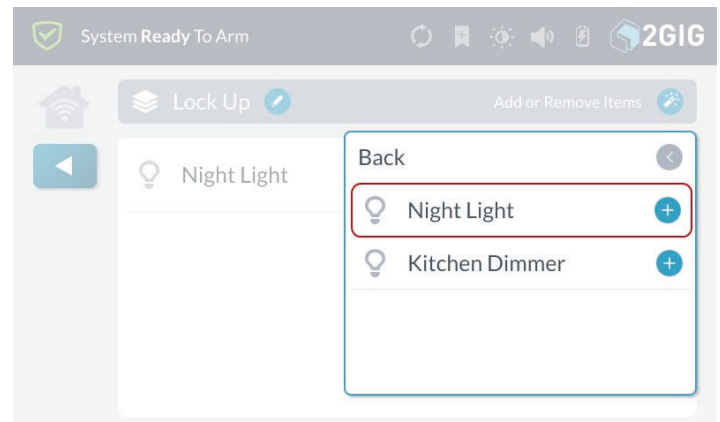 System Ready To Arm
2GIG
Lock Up
Add or Remove Items
Night Light
Back
Night Light
Kitchen Dimmer